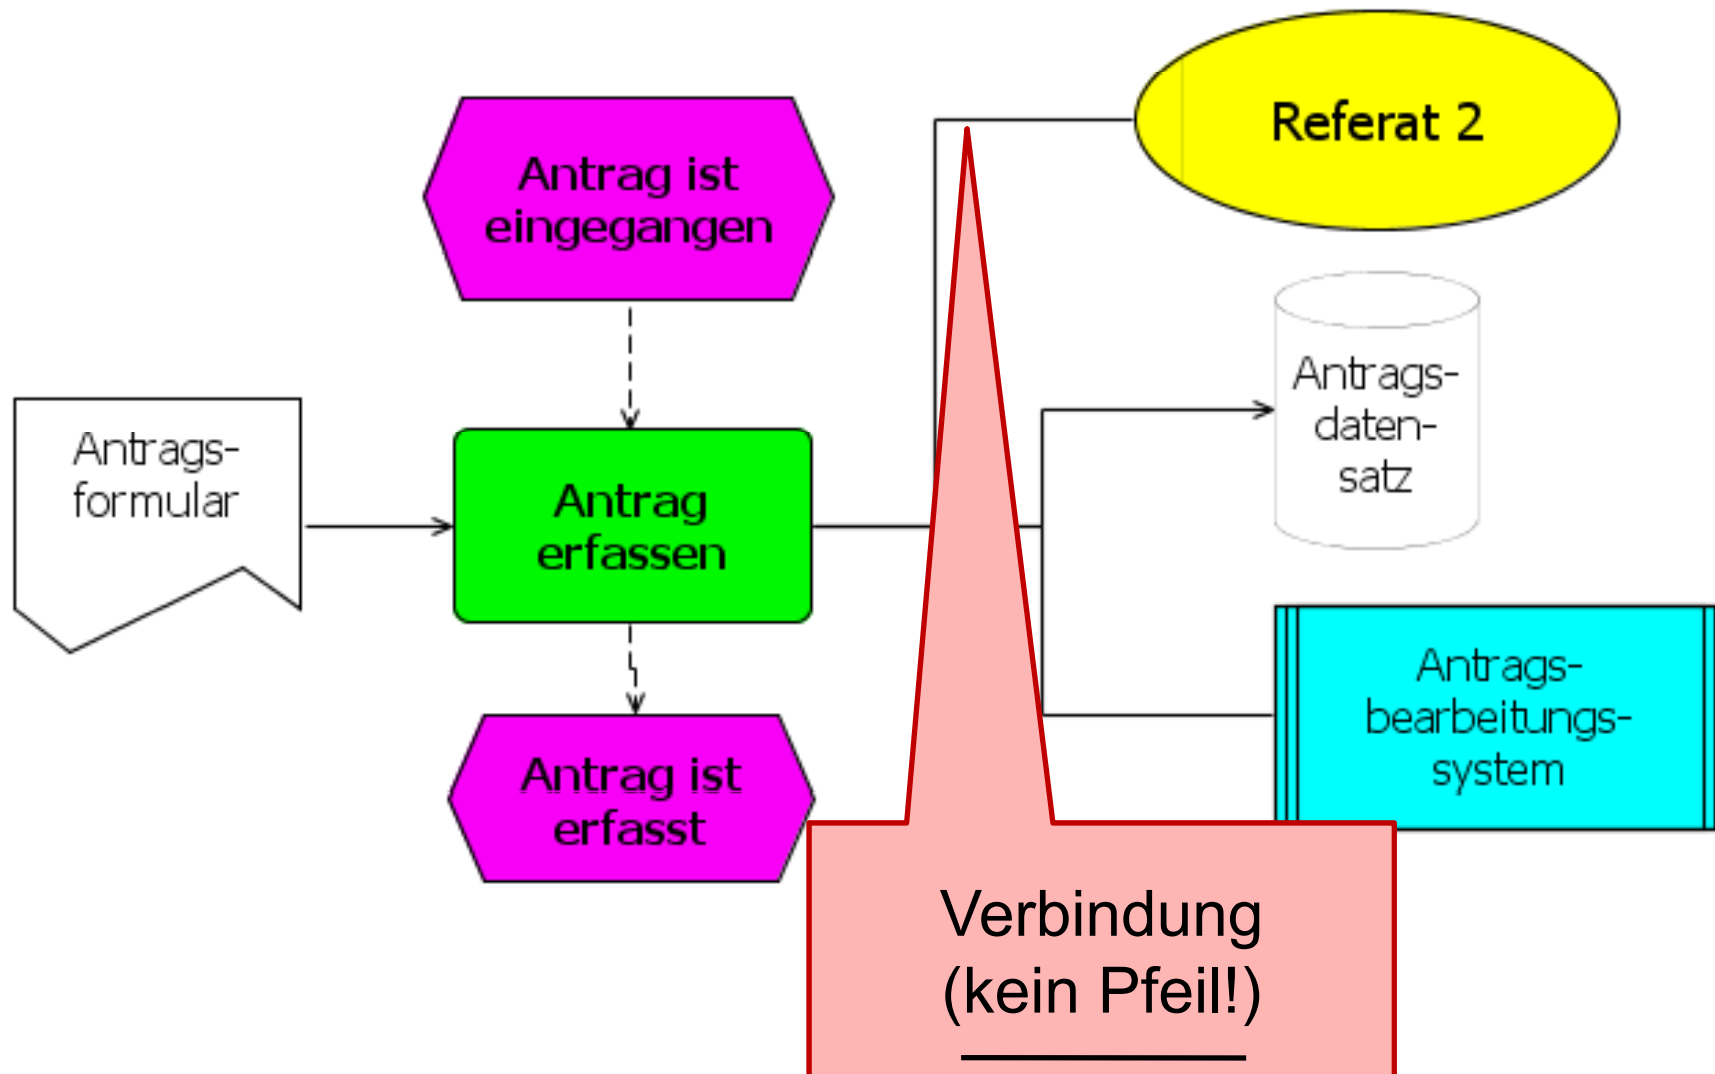 Referat 2
Antrag ist
eingegangen
Antrags-
daten-
satz
Antrags-
formular
Antrag
erfassen
Antrags-
bearbeitungs-
system
Antrag ist
erfasst
Verbindung
(kein Pfeil!)